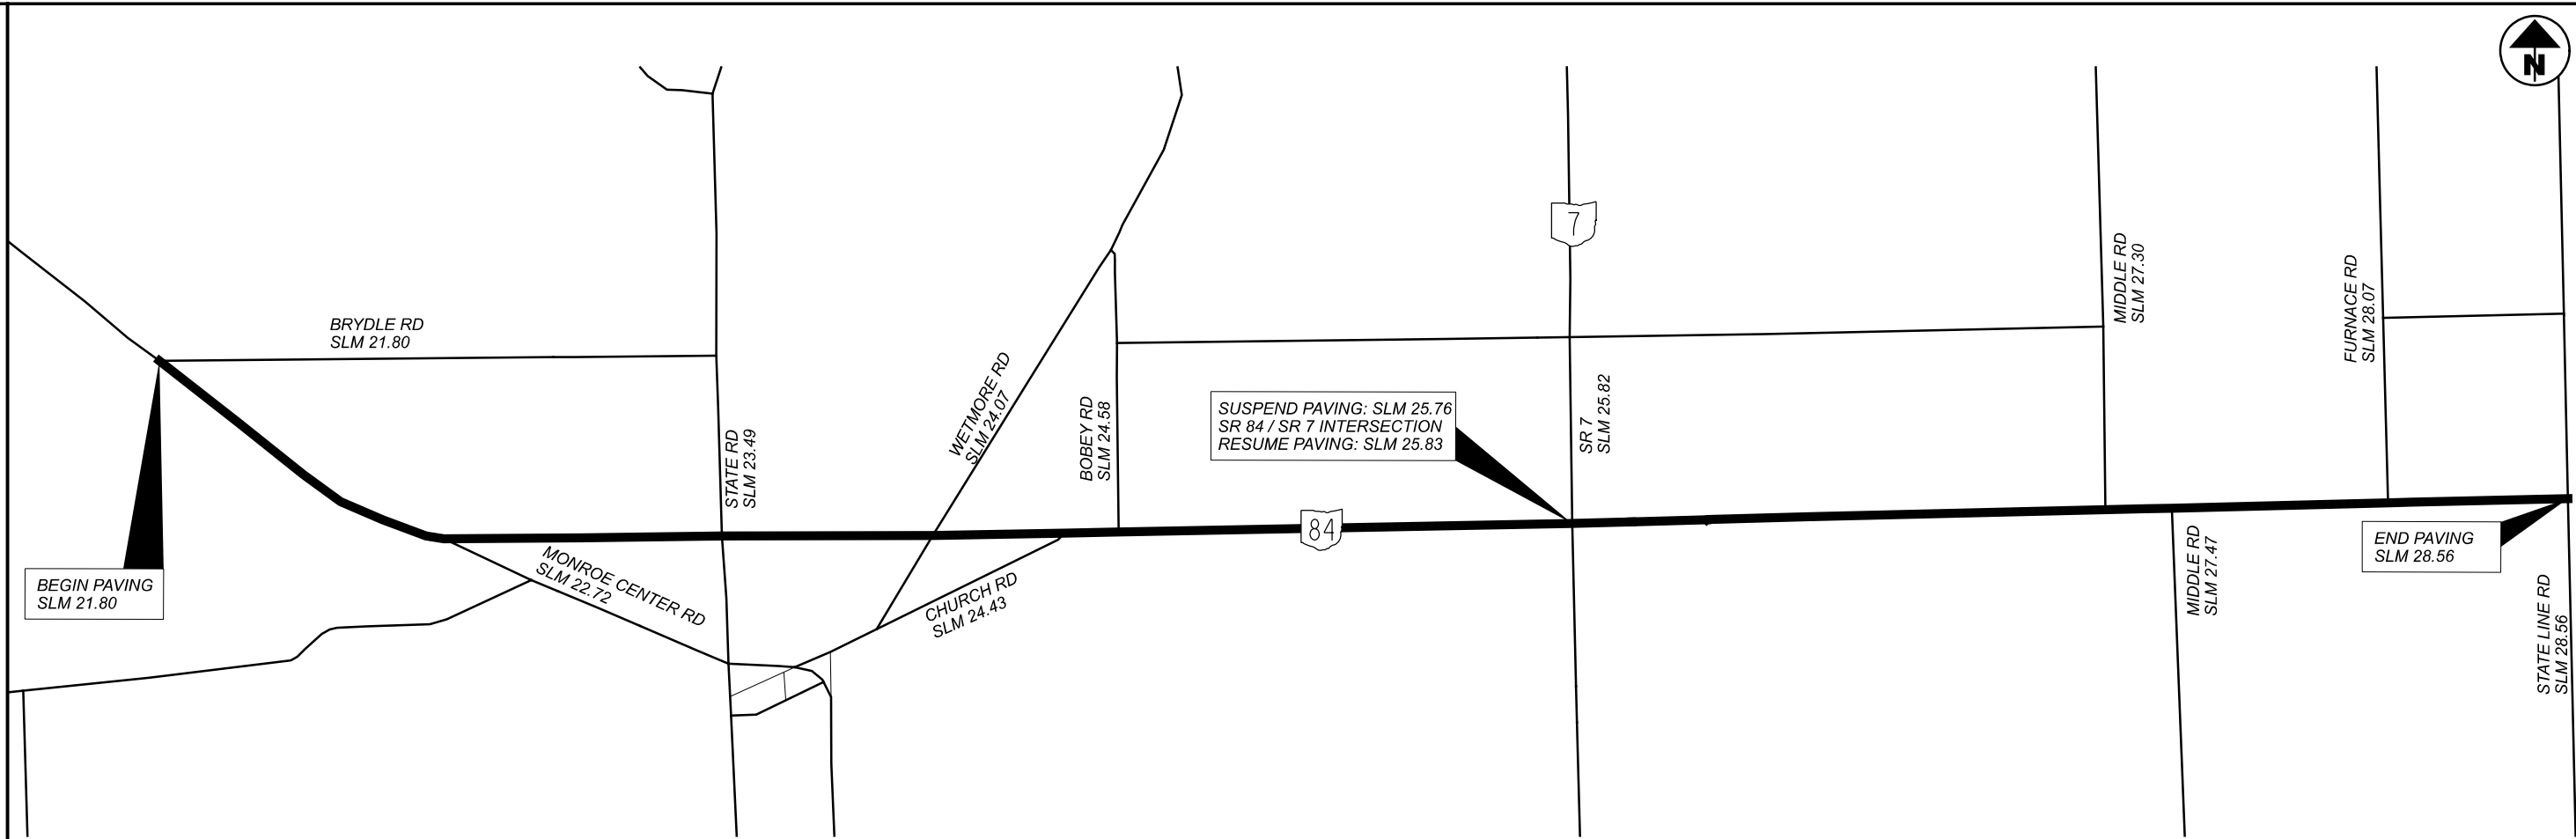 N
7
BRYDLE RD
SLM 21.80
STATE RD
SLM 23.49
WETMORE RD
SLM 24.07
BOBEY RD
SLM 24.58
SUSPEND PAVING: SLM 25.76
SR 84 / SR 7 INTERSECTION
RESUME PAVING: SLM 25.83
SR 7
SLM 25.82
MIDDLE RD
SLM 27.30
FURNACE RD
SLM 28.07
84
BEGIN PAVING
SLM 21.80
MONROE CENTER RD
SLM 22.72
CHURCH RD
SLM 24.43
MIDDLE RD
SLM 27.47
END PAVING
SLM 28.56
STATE LINE RD
SLM 28.56